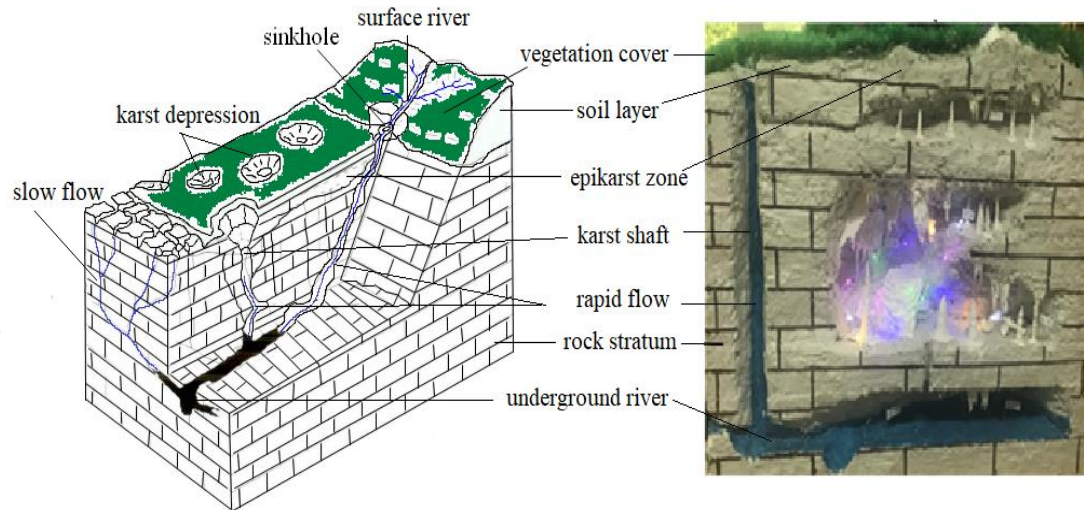 surface river
sinkhole
vegetation cover
soil layer
karst depression
epikarst zone
slow flow
karst shaft
rapid flow
rock stratum
underground river